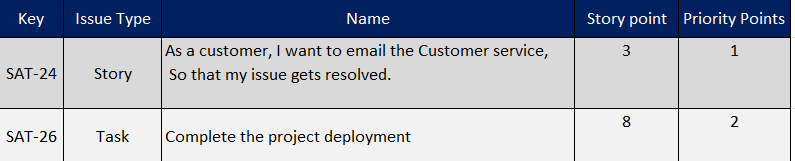 Key Issue Type Name Story point Priority Points
As a customer, I want to email the Customer service, 3 1
SAT-24 Story So that my issue gets resolved.
8 2
SAT-26 Task Complete the project deployment